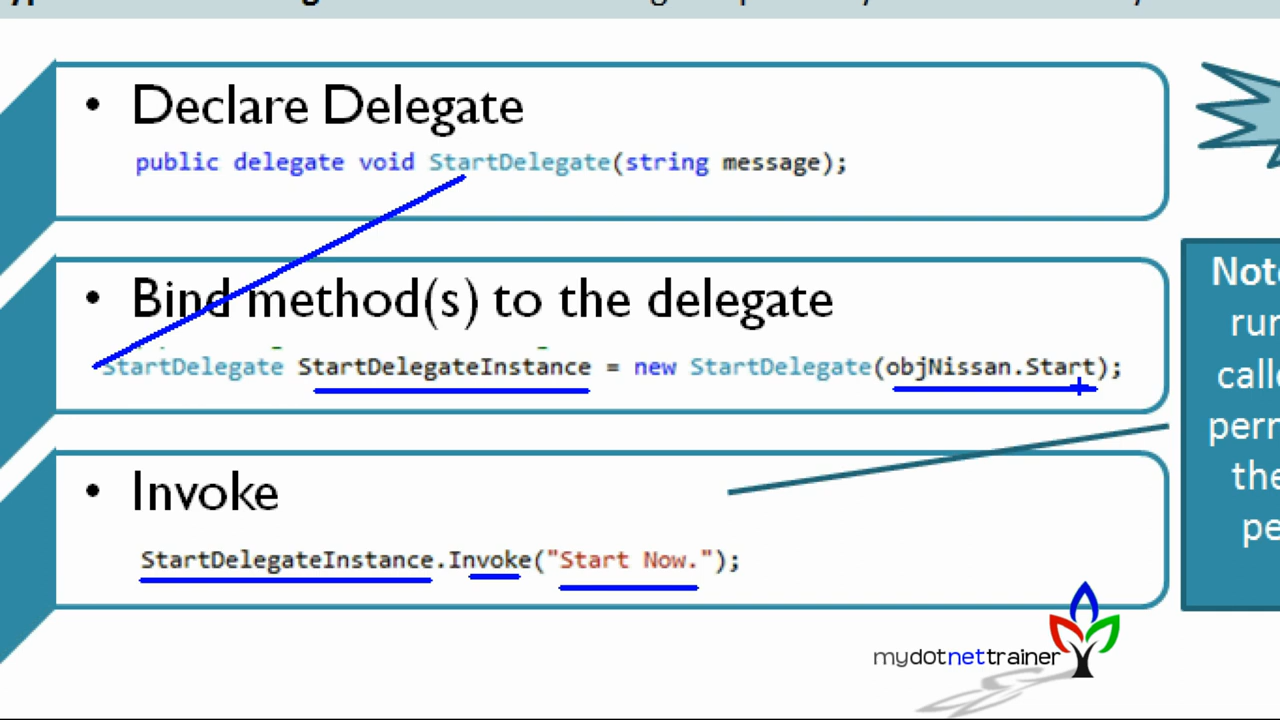 • Declare Delegate
public delegate void StartDelegate(string message);
• Bind method(s) to the delegate
StartDelegate StartDelegateInstance = new StartDelegate(objNissan.Start);
• Invoke
StartDelegateInstance.Invoke("Start Now.");
mydotnettrainer